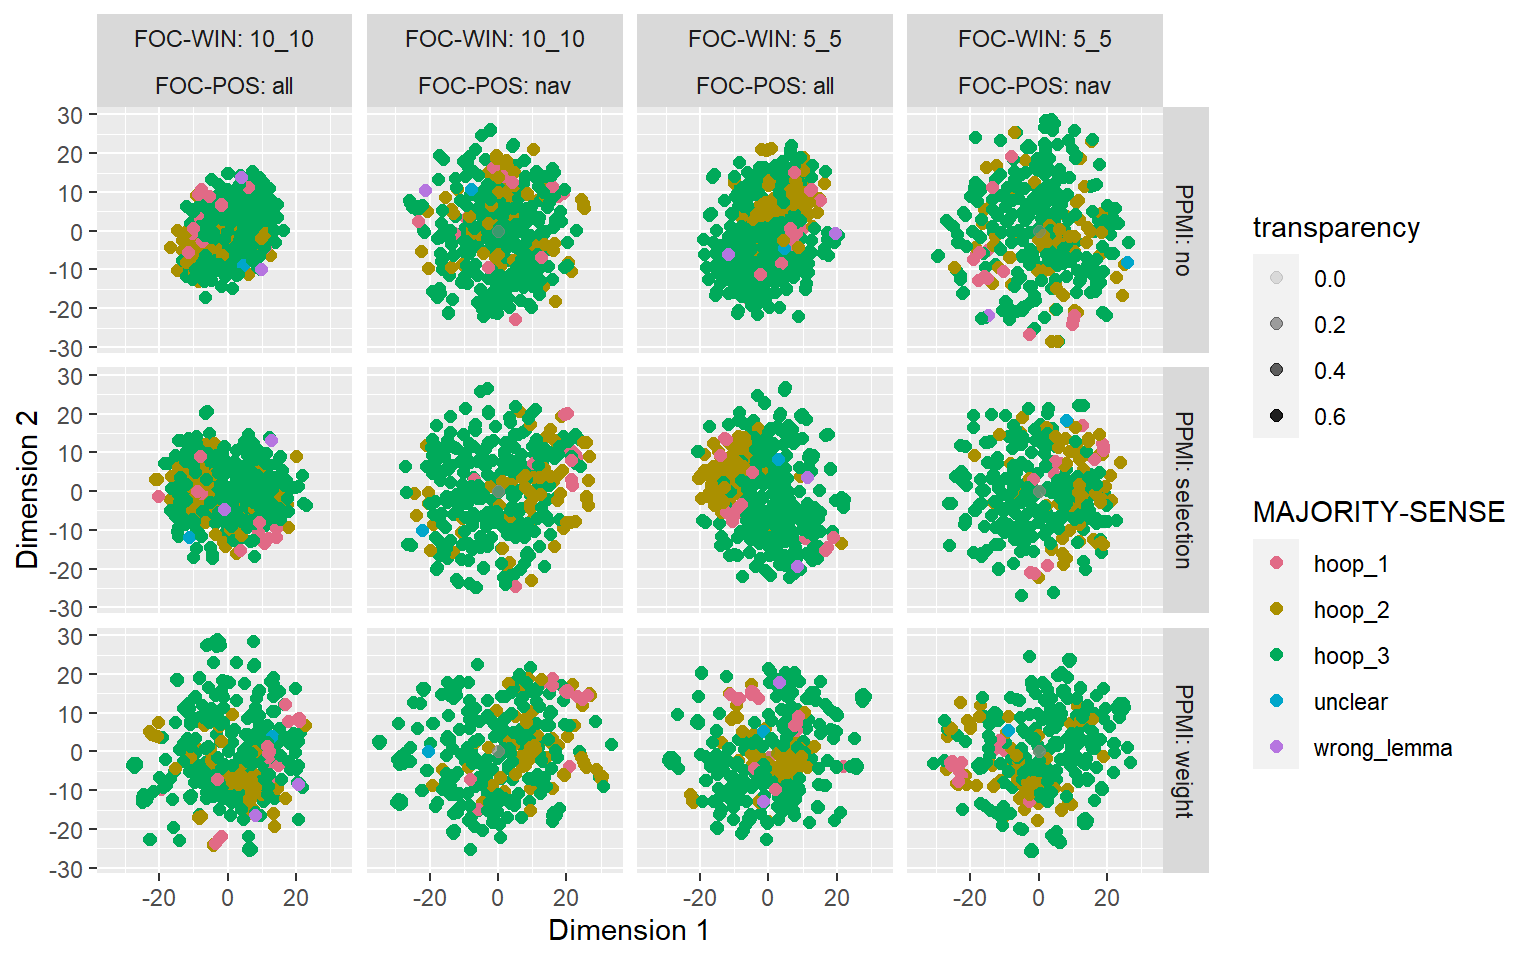 FOC-WIN: 10_10
FOC-POS: all
FOC-WIN: 10_10
FOC-POS: nav
FOC-WIN: 5_5
FOC-POS: all
FOC-WIN: 5_5
FOC-POS: nav
30
20
10
0
-10
-20
-30
PPMI: no
30
20
10
0
-10
-20
-30
PPMI: selection
30
20
10
0
-10
-20
-30
PPMI: weight
-20 0 20
-20 0 20
-20 0 20
-20 0 20
Dimension 1
Dimension 2
transparency
0.0
0.2
0.4
0.6
MAJORITY-SENSE
hoop_1
hoop_2
hoop_3
unclear
wrong_lemma